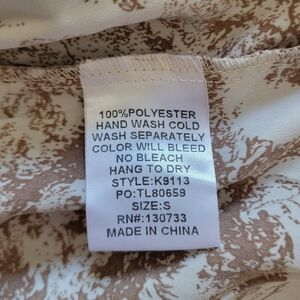 100%POLYESTER
HAND WASH COLD
WASH SEPARATELY
COLOR WILL BLEED
NO BLEACH
HANG TO DRY
STYLE:K9113
PO:TL80659
SIZE:S
RN#:130733
MADE IN CHINA